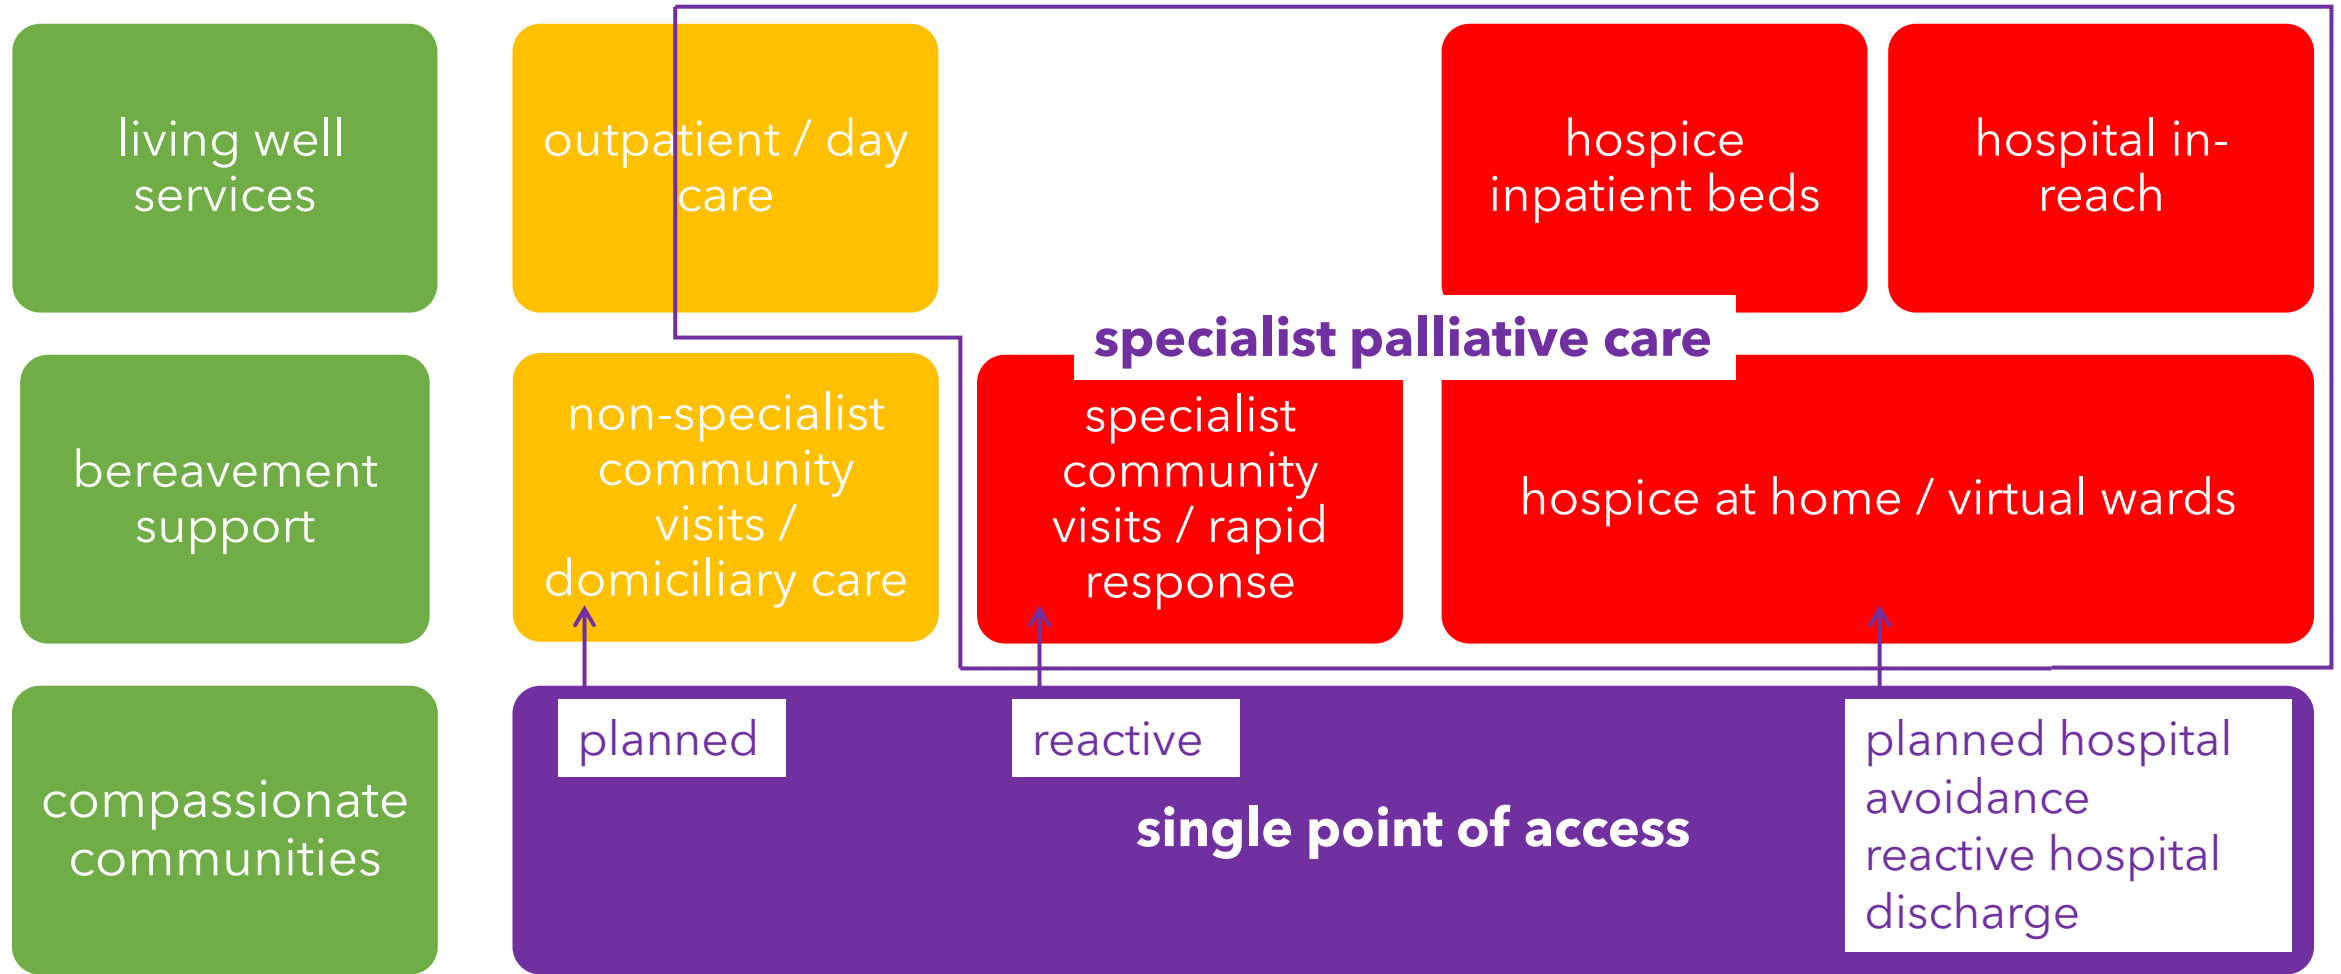 living well
services
outpatient / day
care
hospice
inpatient beds
hospital in-
reach
specialist palliative care
bereavement
support
non-specialist
community
visits /
domiciliary care
specialist
community
visits / rapid
response
hospice at home / virtual wards
compassionate
communities
planned
reactive
planned hospital
avoidance
reactive hospital
discharge
single point of access